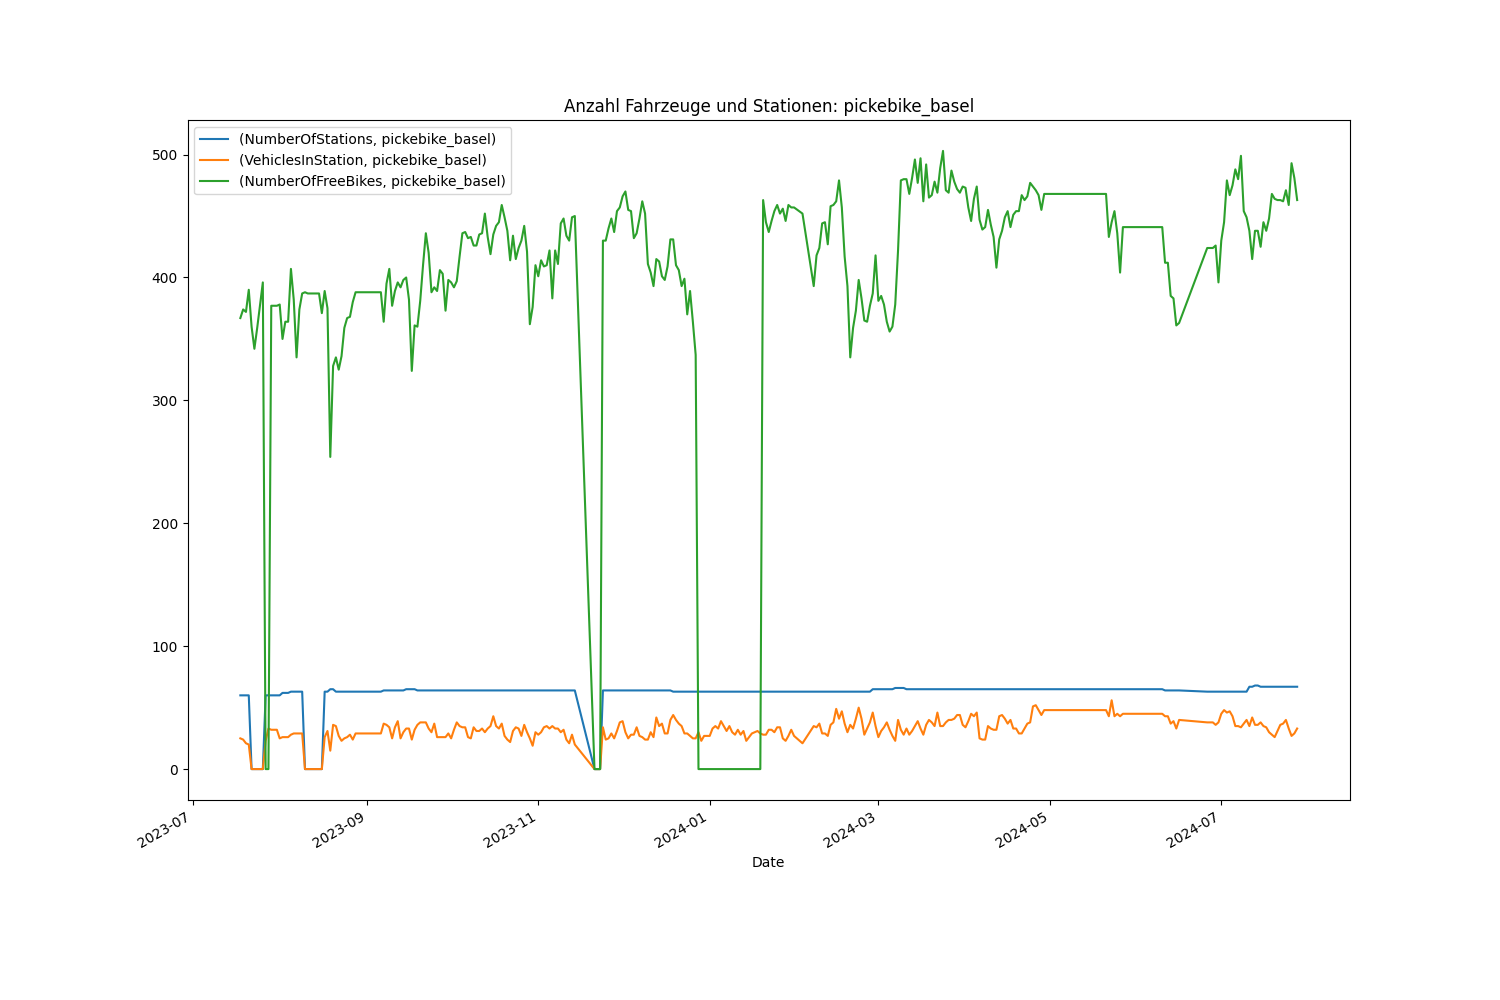 Anzahl Fahrzeuge und Stationen: pickebike_basel
(NumberOfStations, pickebike_basel)
(VehiclesInStation, pickebike_basel)
(NumberOfFreeBikes, pickebike_basel)
500
400
300
200
100
0
2023-07
2023-09
2023-11
2024-01
2024-03
2024-05
2024-07
Date